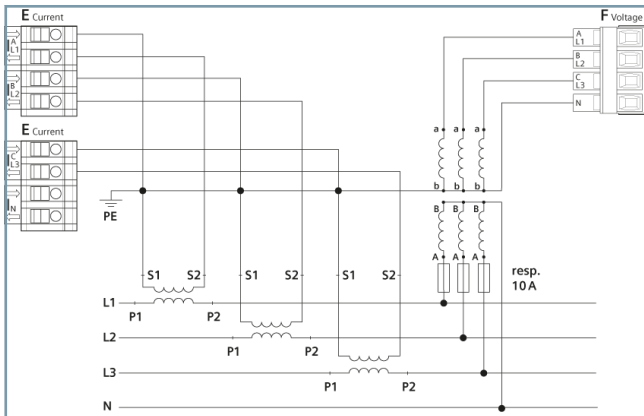 E Current
F Voltage
A
L1
I
B
L2
I
A
L1
B
L2
C
L3
N
E Current
C
L3
I
N
I
a a a
b b b
PE
B B B
A A A
S1 S2 S1 S2 S1 S2
resp.
10 A
L1
P1 P2
L2
P1 P2
L3
P1 P2
N